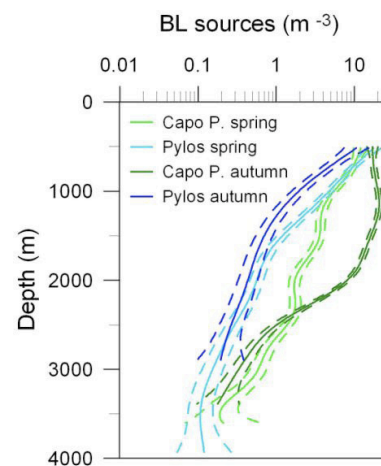 BL sources (m -3)
0.01 0.1 1 10
0
1000
2000
3000
4000
Depth (m)
Capo P. spring
Pylos spring
Capo P. autumn
Pylos autumn